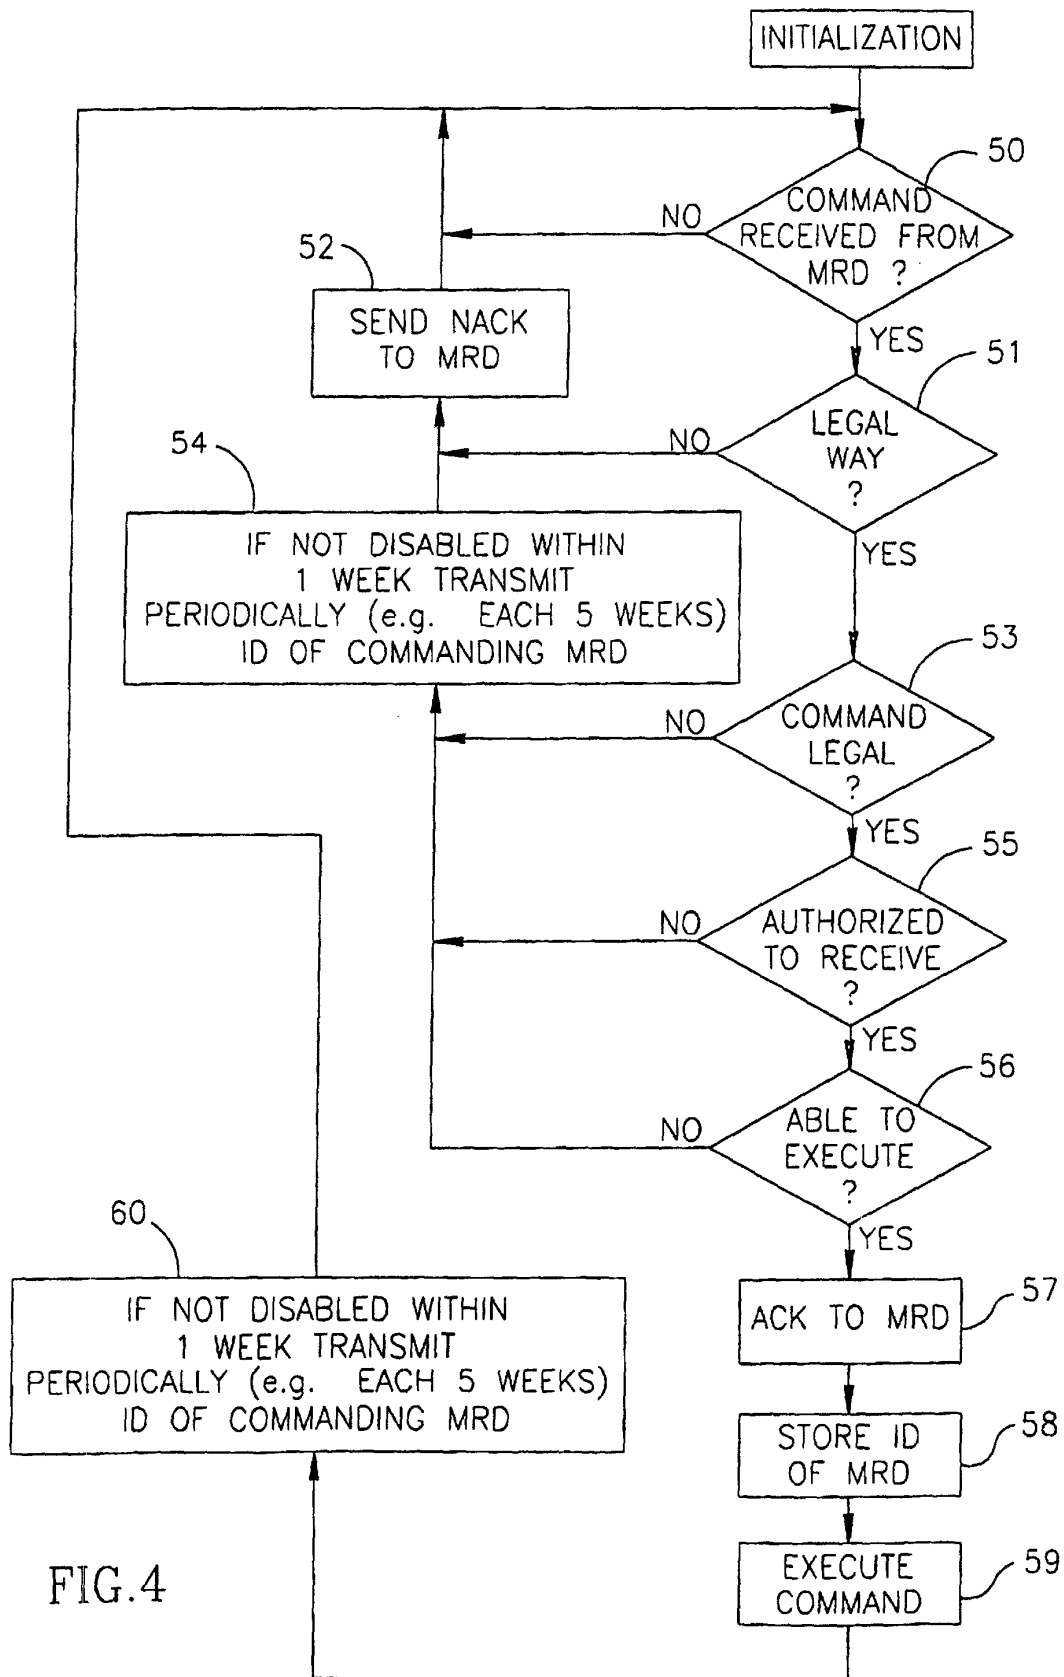 INITIALIZATION
50
COMMAND
RECEIVED FROM
MRD ?
NO
YES
52
SEND NACK
TO MRD
51
LEGAL
WAY
?
NO
YES
54
IF NOT DISABLED WITHIN
1 WEEK TRANSMIT
PERIODICALLY (e.g. EACH 5 WEEKS)
ID OF COMMANDING MRD
53
COMMAND
LEGAL
?
NO
YES
55
AUTHORIZED
TO RECEIVE
?
NO
YES
56
ABLE TO
EXECUTE
?
NO
YES
60
IF NOT DISABLED WITHIN
1 WEEK TRANSMIT
PERIODICALLY (e.g. EACH 5 WEEKS)
ID OF COMMANDING MRD
57
ACK TO MRD
58
STORE ID
OF MRD
59
EXECUTE
COMMAND
FIG.4